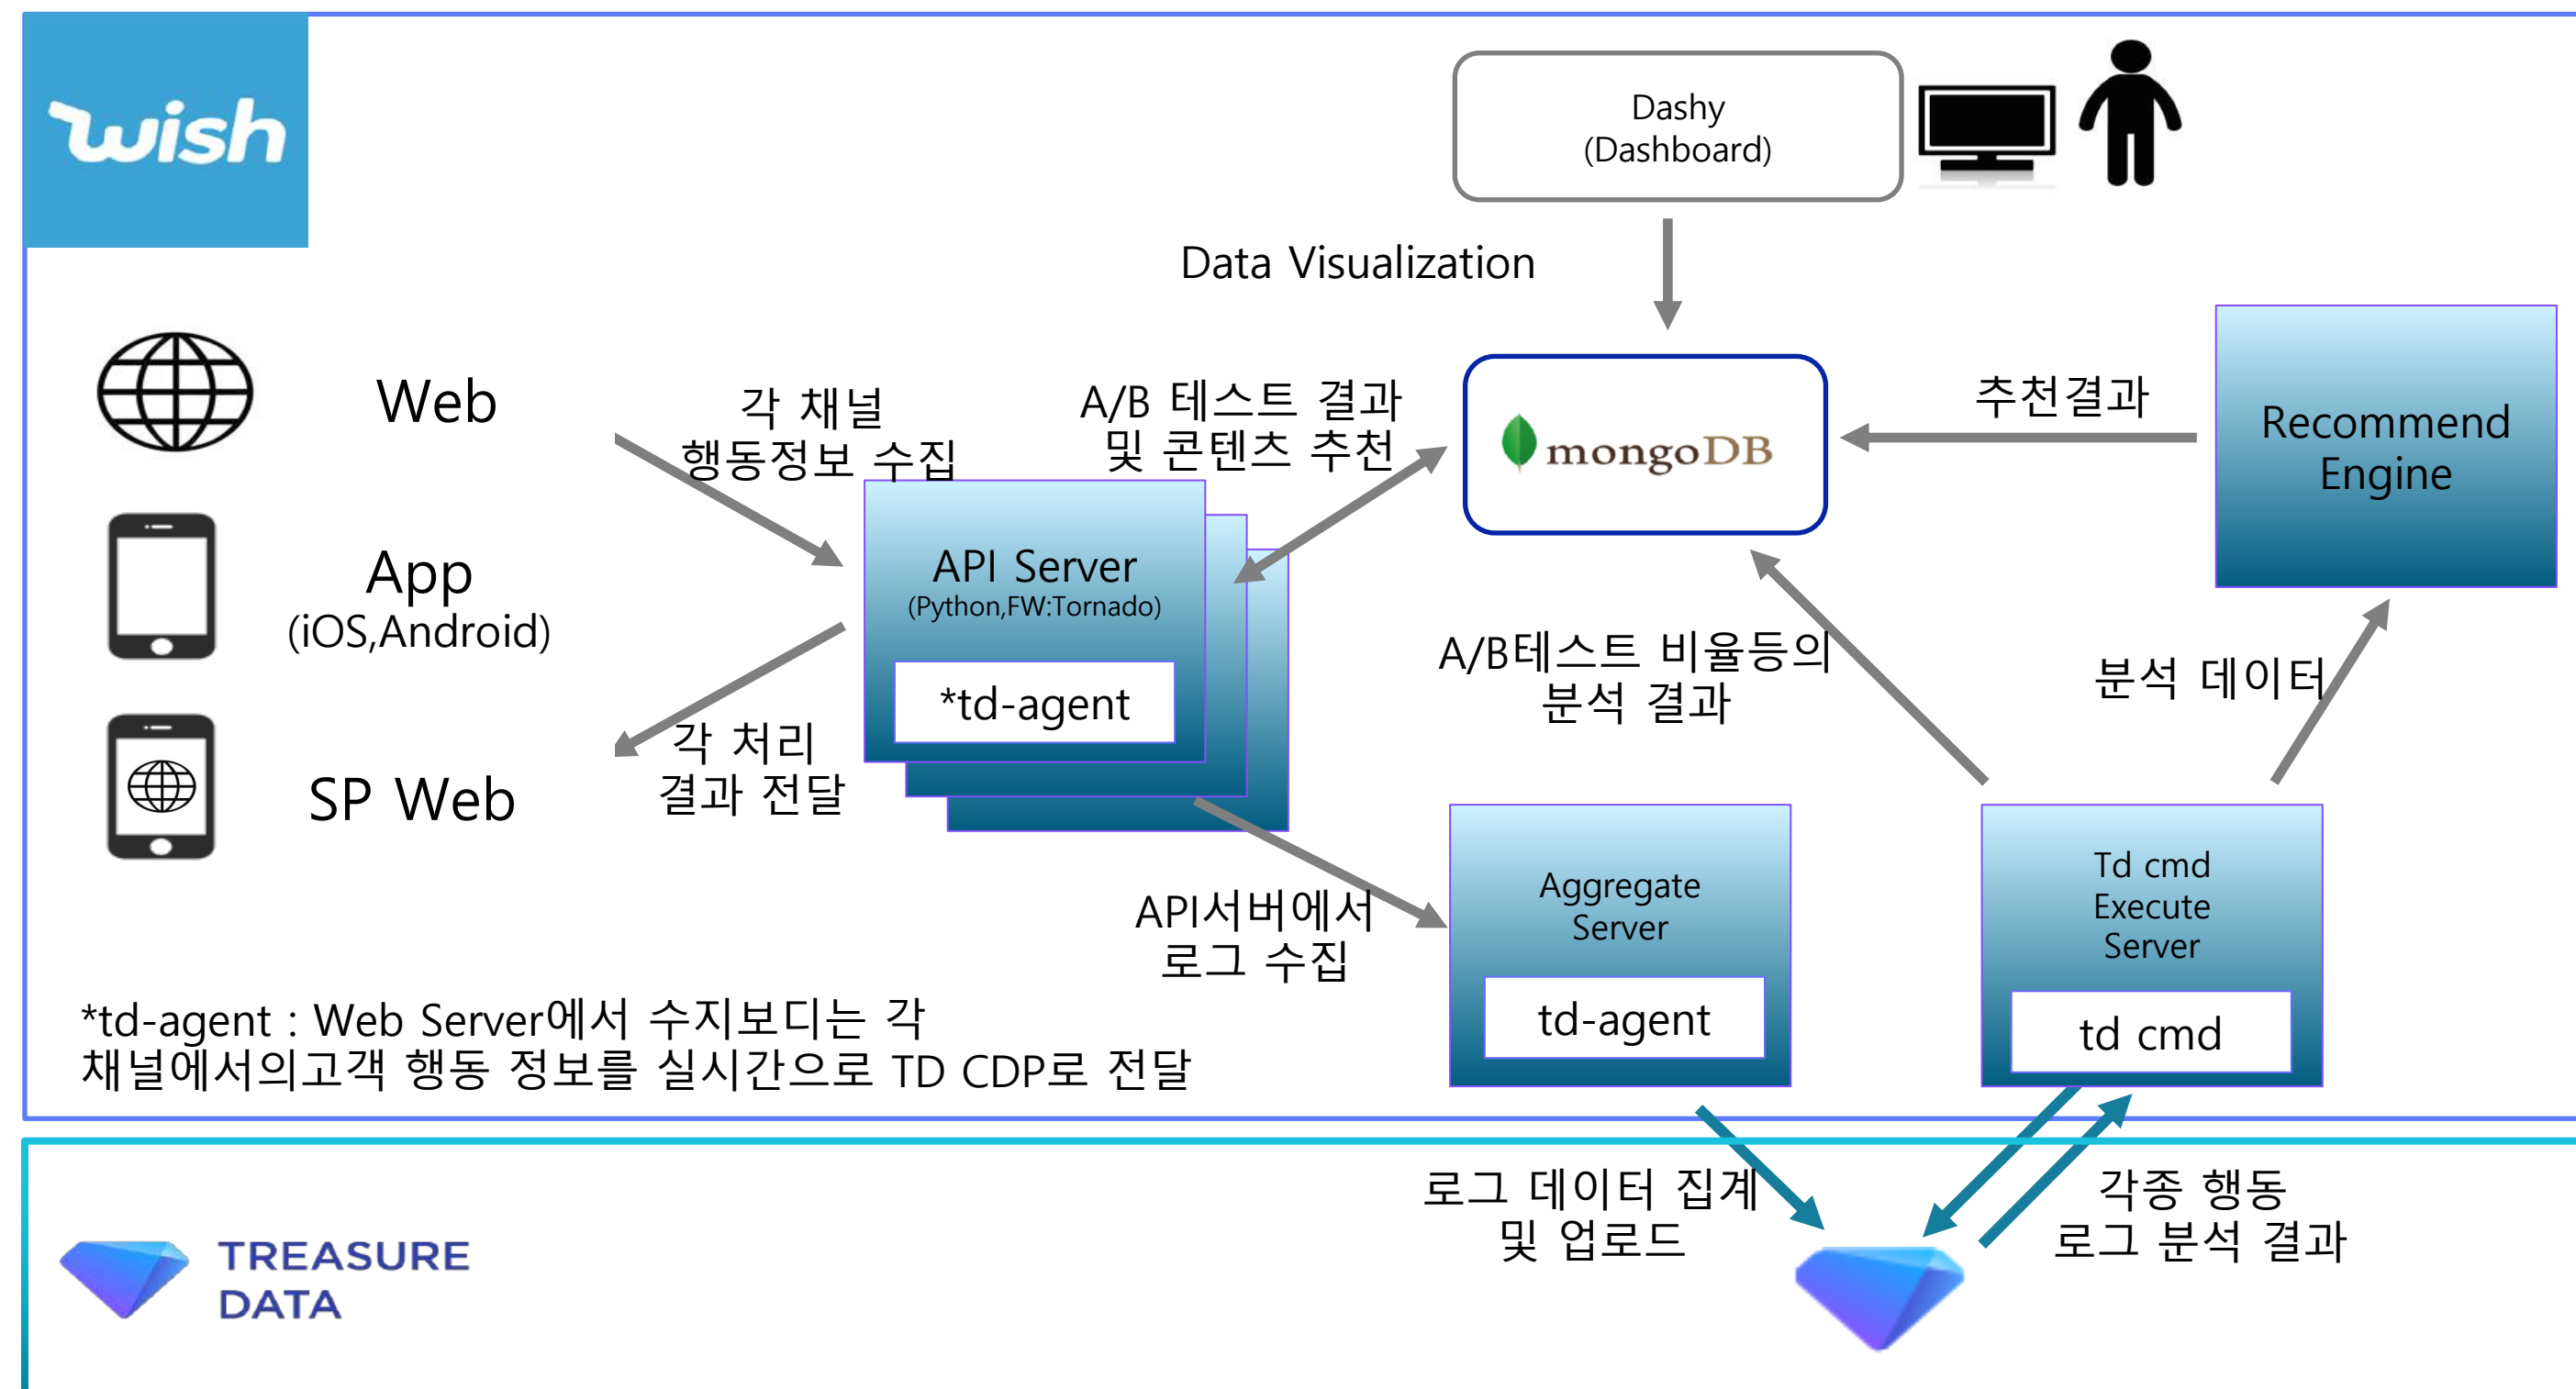 wish
Dashy
(Dashboard)
Data Visualization
Web
각 채널
행동정보 수집
A/B 테스트 결과
및 콘텐츠 추천
mongoDB
추천결과
Recommend
Engine
App
(iOS,Android)
API Server
(Python,FW:Tornado)
*td-agent
A/B테스트 비율등의
분석 결과
분석 데이터
SP Web
각 처리
결과 전달
API서버에서
로그 수집
Aggregate
Server
td-agent
Td cmd
Execute
Server
td cmd
*td-agent : Web Server에서 수지보디는 각
채널에서의고객 행동 정보를 실시간으로 TD CDP로 전달
로그 데이터 집계
및 업로드
각종 행동
로그 분석 결과
TREASURE
DATA